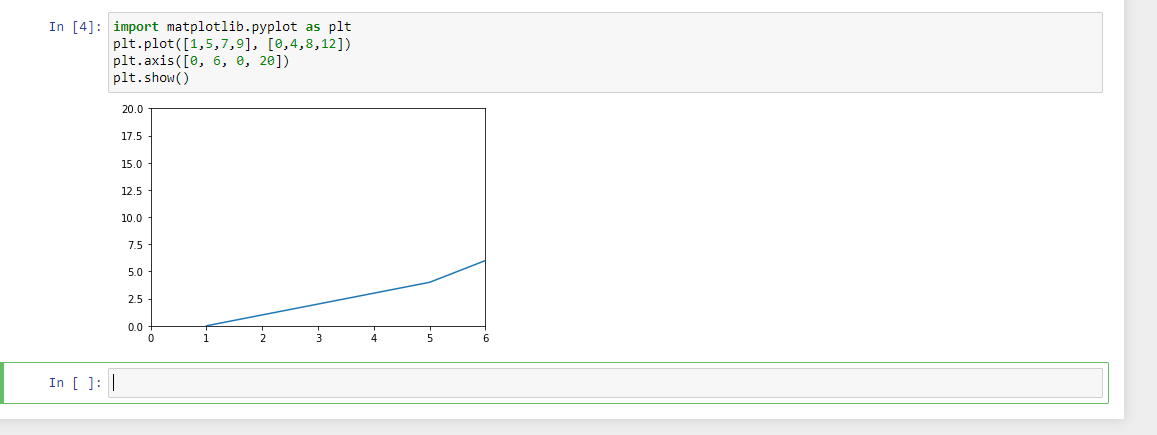 In [4]: import matplotlib.pyplot as plt
plt.plot([1,5,7,9], [0,4,8,12])
plt.axis([0, 6, 0, 20])
plt.show()
20.0
17.5
15.0
12.5
10.0
7.5
5.0
2.5
0.0
0 1 2 3 4 5 6
In [ ]: